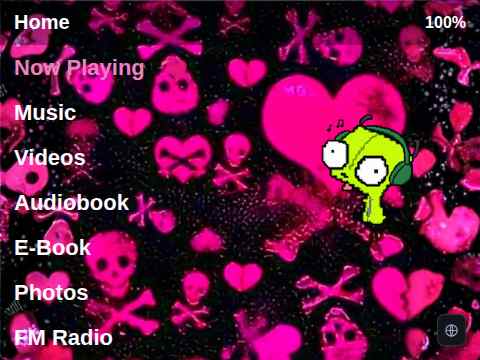 Home
100%
Now Playing
Music
Videos
Audiobook
E-Book
Photos
FM Radio